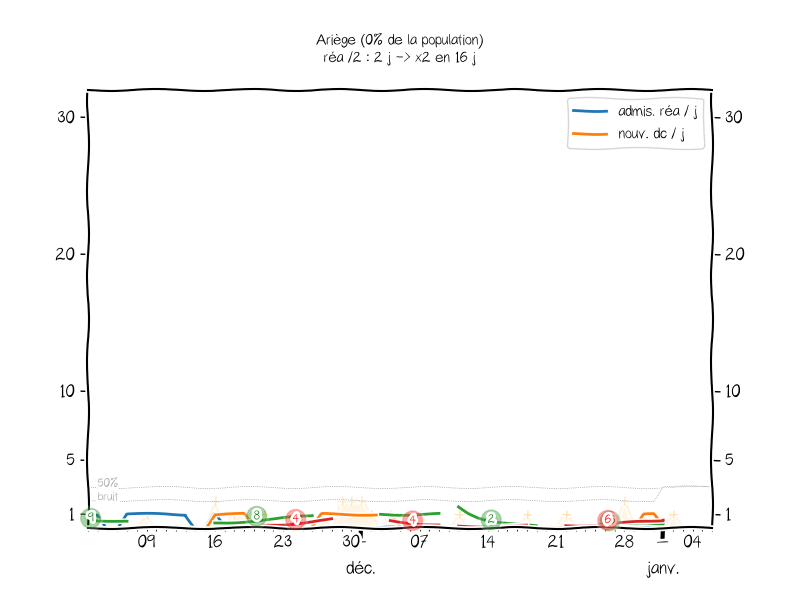 Ariège (0% de la population)
réa /2 : 2 j -> x2 en 16 j
admis. réa / j
nouv. dc / j
30 30
20 20
10 10
5 5
50%
bruit
1 1
9 8 4 4 2 6
09 16 23 30 07 14 21 28 04
déc. janv.